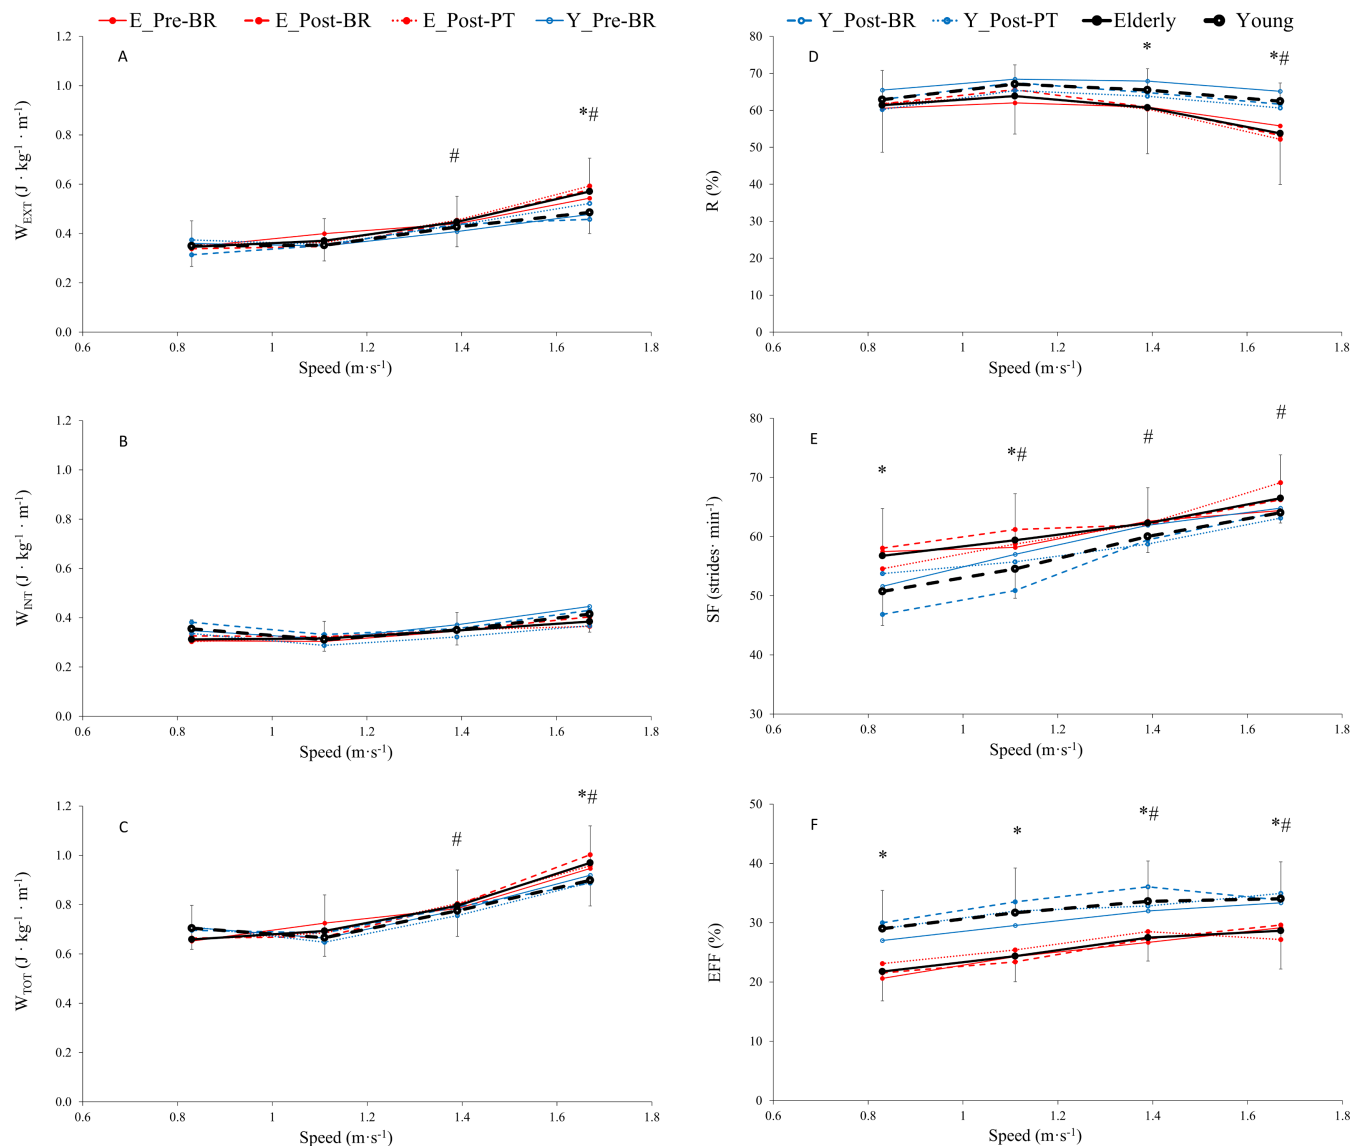 E_Pre-BR E_Post-BR E_Post-PT Y_Pre-BR Y_Post-BR Y_Post-PT Elderly Young
A
W_EXT (J · kg-1 · m-1)
1.2
1.0
0.8
0.6
0.4
0.2
0.0
#
*#
0.6 0.8 1 1.2 1.4 1.6 1.8
Speed (m·s-1)
B
W_INT (J · kg-1 · m-1)
1.2
1.0
0.8
0.6
0.4
0.2
0.0
0.6 0.8 1 1.2 1.4 1.6 1.8
Speed (m·s-1)
C
W_TOT (J · kg-1 · m-1)
1.2
1.0
0.8
0.6
0.4
0.2
0.0
#
*#
0.6 0.8 1 1.2 1.4 1.6 1.8
Speed (m·s-1)
D
R (%)
80
70
60
50
40
30
20
10
0
*
*#
0.6 0.8 1 1.2 1.4 1.6 1.8
Speed (m·s-1)
E
SF (strides· min-1)
80
70
60
50
40
30
*
*#
#
#
0.6 0.8 1 1.2 1.4 1.6 1.8
Speed (m·s-1)
F
EFF (%)
50
40
30
20
10
0
*
*
*#
*#
0.6 0.8 1 1.2 1.4 1.6 1.8
Speed (m·s-1)